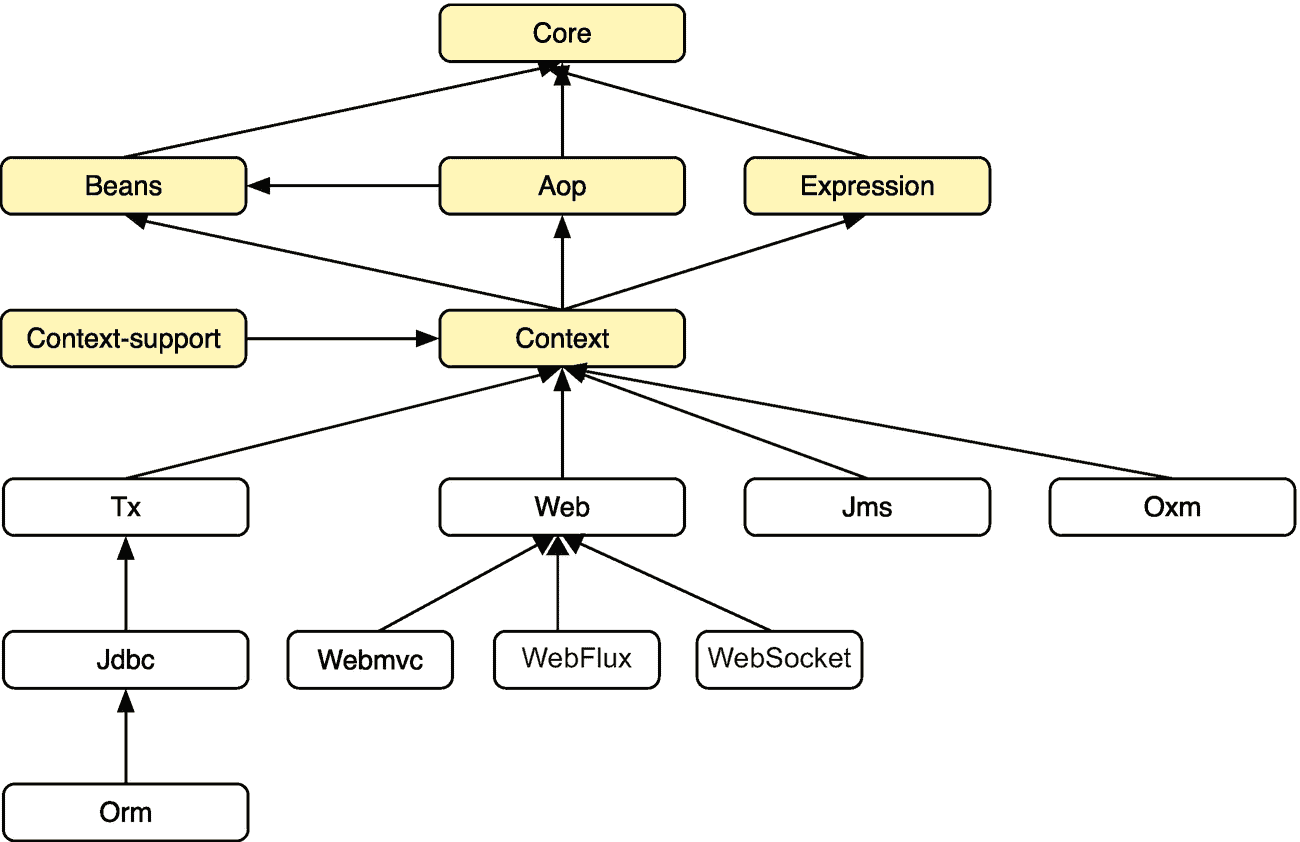 Core
Beans
Aop
Expression
Context-support
Context
Tx
Web
Jms
Oxm
Jdbc
Webmvc
WebFlux
WebSocket
Orm